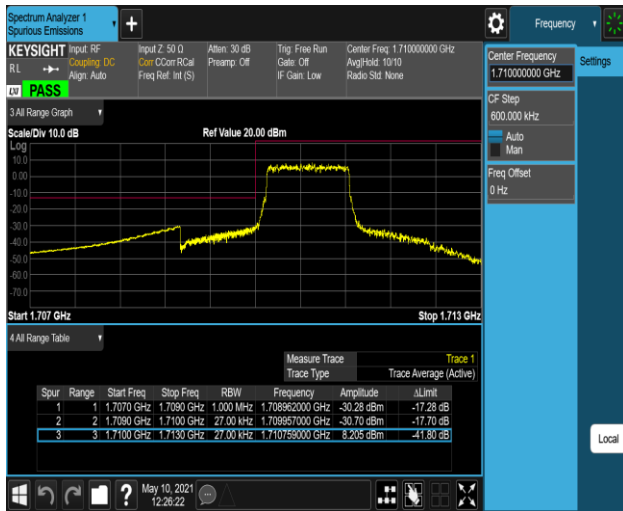 Spectrum Analyzer 1
Spurious Emissions
Frequency
KEYSIGHT Input: RF Input Z: 50 Ω Atten: 30 dB Trig: Free Run Center Freq: 1.710000000 GHz
RL Coupling: DC Corr CCorr RCal Preamp: Off Gate: Off Avg|Hold: 10/10
Align: Auto Freq Ref: Int (S) IF Gain: Low Radio Std: None
LXI PASS
Center Frequency
1.710000000 GHz
Settings
CF Step
600.000 kHz
Auto
Man
Freq Offset
0 Hz
3 All Range Graph
Scale/Div 10.0 dB Ref Value 20.00 dBm
Log
10.0
0.00
-10.0
-20.0
-30.0
-40.0
-50.0
-60.0
-70.0
Start 1.707 GHz Stop 1.713 GHz
4 All Range Table
Measure Trace Trace 1
Trace Type Trace Average (Active)
Spur Range Start Freq Stop Freq RBW Frequency Amplitude ΔLimit
1 1 1.7070 GHz 1.7090 GHz 1.000 MHz 1.708962000 GHz -30.28 dBm -17.28 dB
2 2 1.7090 GHz 1.7100 GHz 27.00 kHz 1.709957000 GHz -30.70 dBm -17.70 dB
3 3 1.7100 GHz 1.7130 GHz 27.00 kHz 1.710759000 GHz 8.205 dBm -41.80 dB
Local
? May 10, 2021
12:26:22